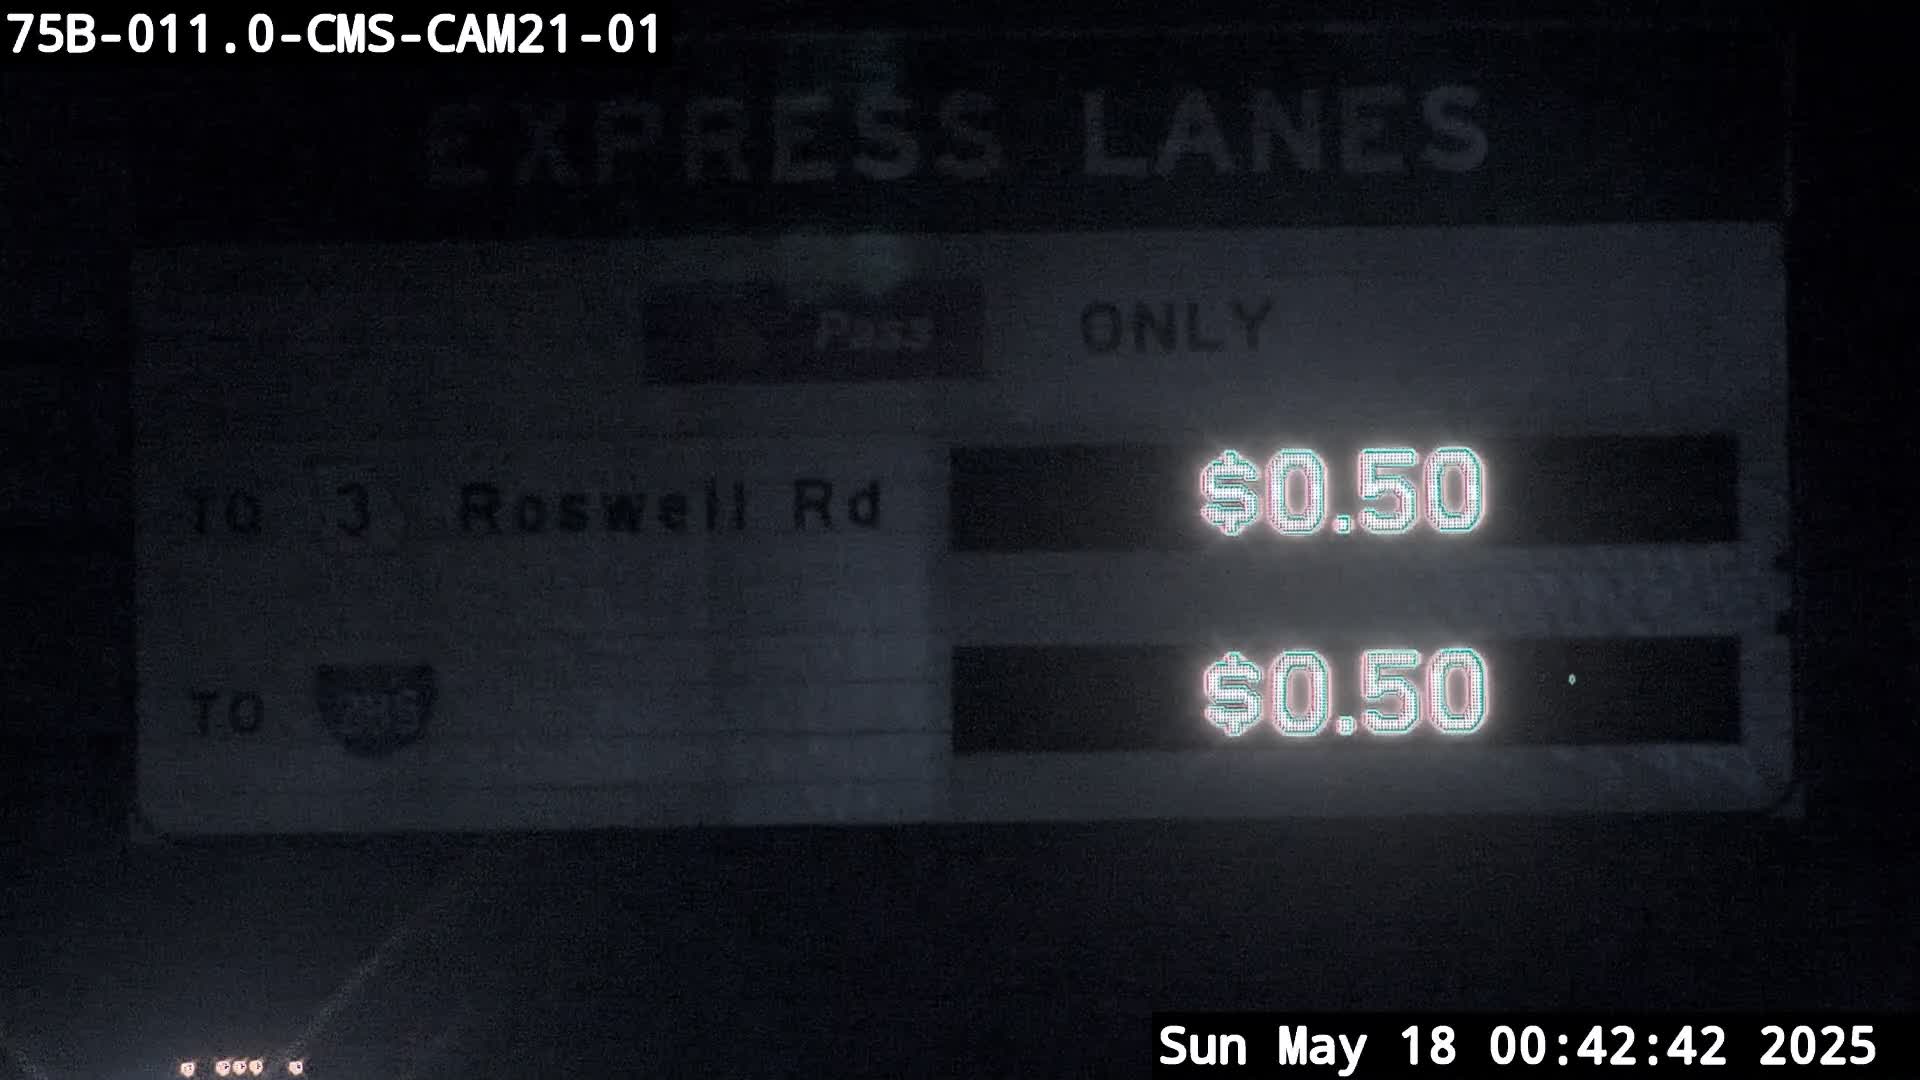 75B-011.0-CMS-CAM21-01
EXPRESS LANES
Pass ONLY
TO 3 Roswell Rd $0.50
TO 285 $0.50
Sun May 18 00:42:42 2025